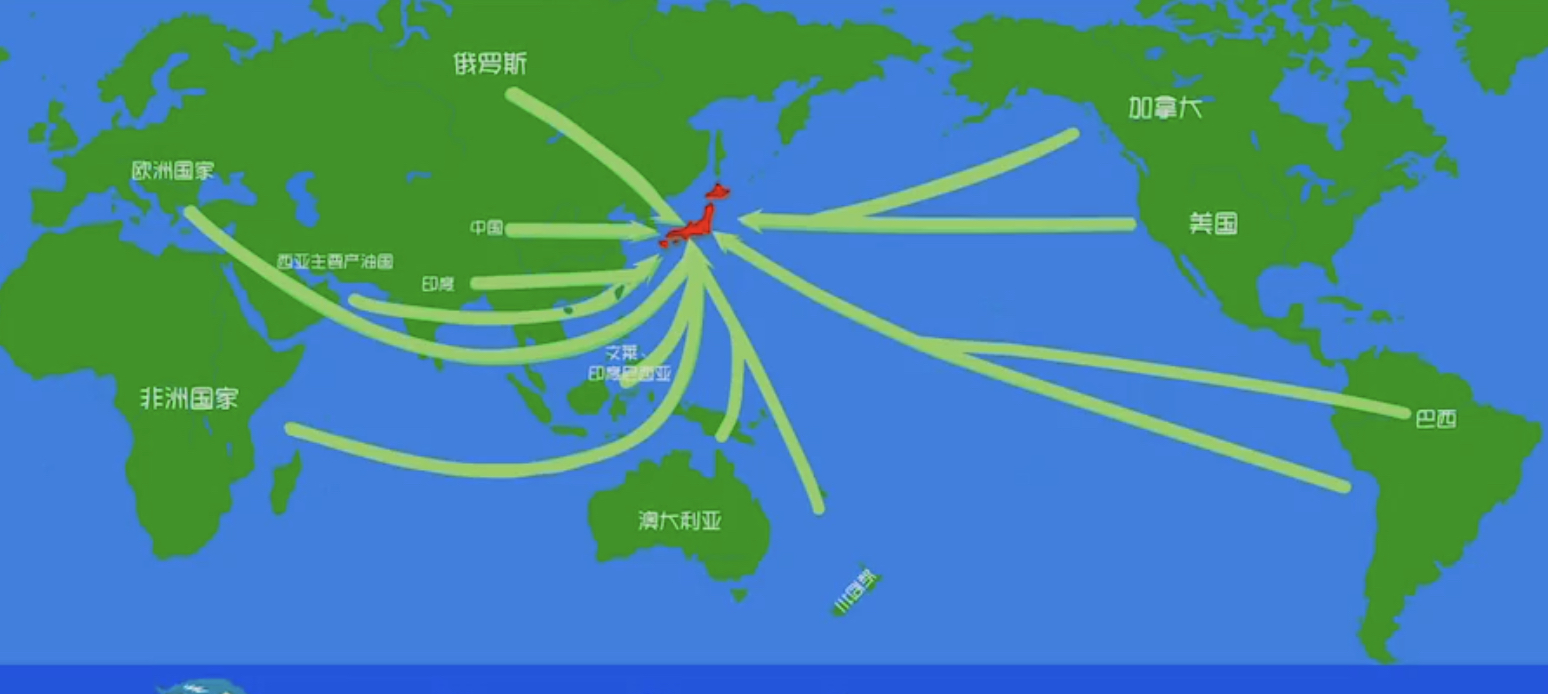 俄罗斯
加拿大
欧洲国家
中国
美国
西亚主要产油国
印度
文莱、
印度尼西亚
非洲国家
巴西
澳大利亚